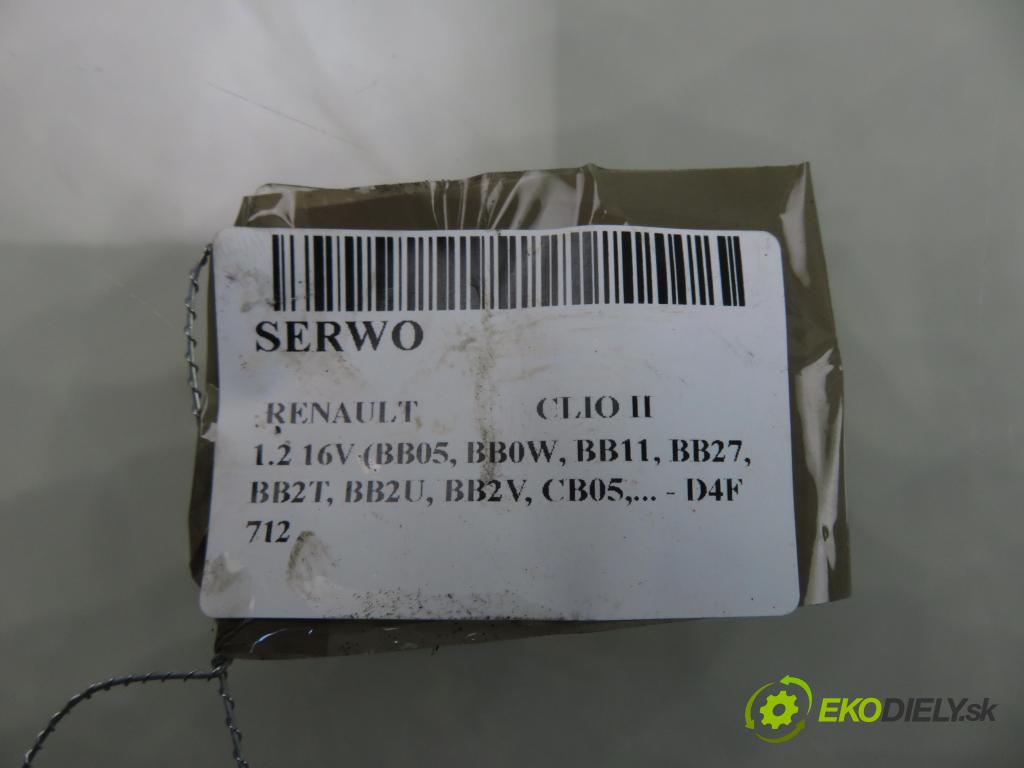 SERWO
RENAULT CLIO II
1.2 16V (BB05, BB0W, BB11, BB27,
BB2T, BB2U, BB2V, CB05,... - D4F
712
EKODIELY.sk